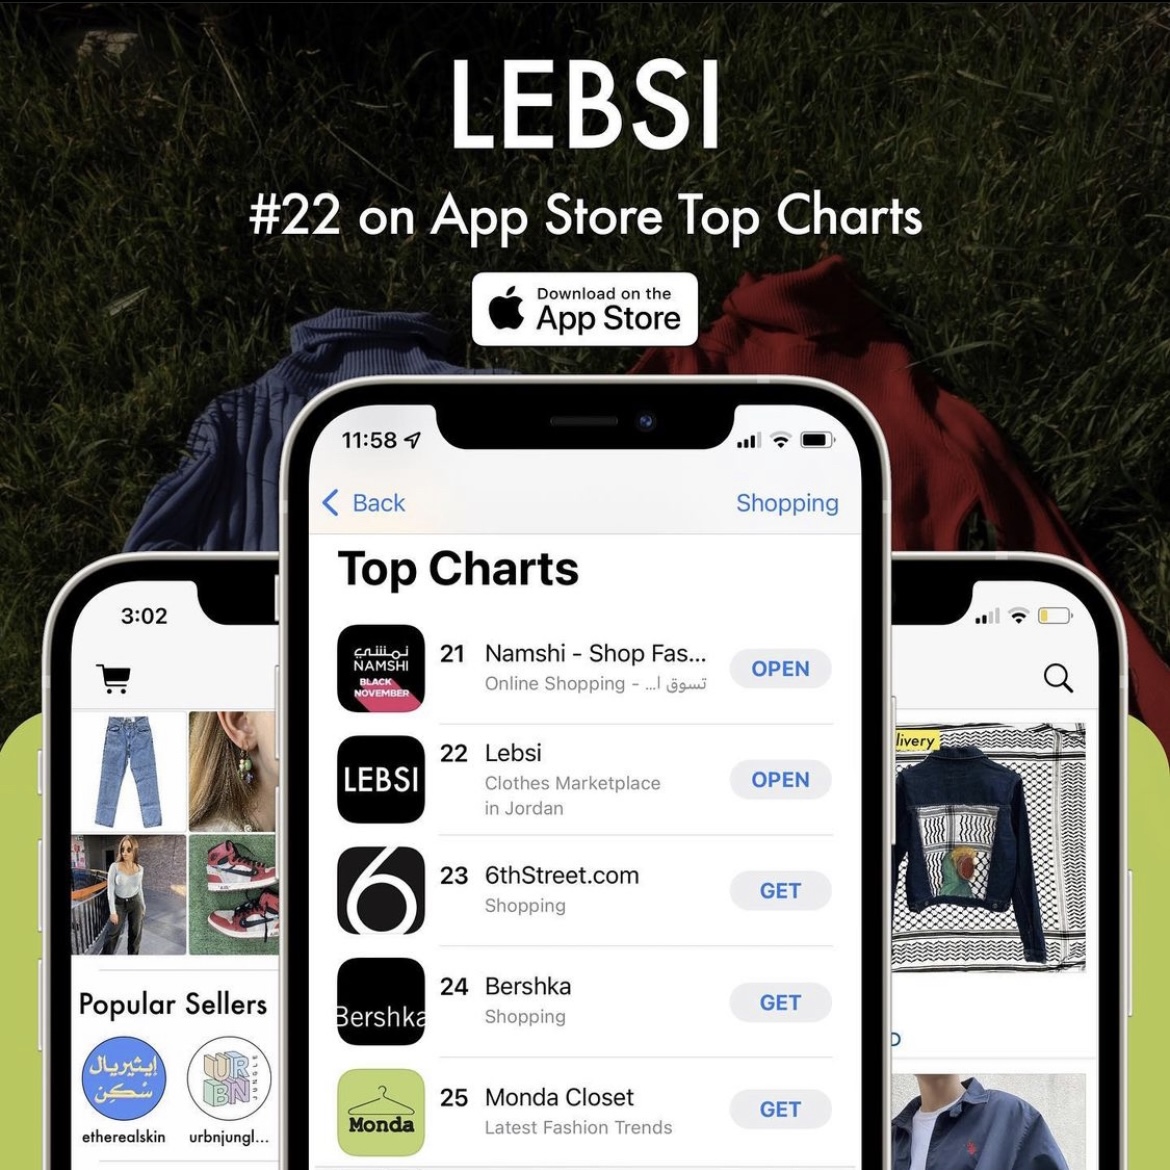 LEBSI
#22 on App Store Top Charts
Download on the
App Store
11:58
Back
Shopping
Top Charts
نمشي
NAMSHI
BLACK
NOVEMBER
21
Namshi - Shop Fas...
Online Shopping - تسوق ا...
OPEN
LEBSI
22
Lebsi
Clothes Marketplace
in Jordan
OPEN
6
23
6thStreet.com
Shopping
GET
Bershka
24
Bershka
Shopping
GET
Monda
25
Monda Closet
Latest Fashion Trends
GET
3:02
Popular Sellers
إيثيريال
سكن
etherealskin
URBN
JUNGLE
urbnjungl...
livery